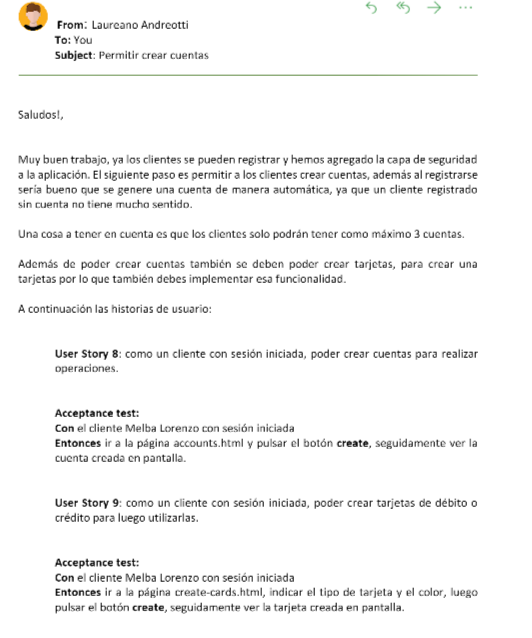 From: Laureano Andreotti
To: You
Subject: Permitir crear cuentas
Saludos!,
Muy buen trabajo, ya los clientes se pueden registrar y hemos agregado la capa de seguridad
a la aplicación. El siguiente paso es permitir a los clientes crear cuentas, además al registrarse
sería bueno que se genere una cuenta de manera automática, ya que un cliente registrado
sin cuenta no tiene mucho sentido.
Una cosa a tener en cuenta es que los clientes solo podrán tener como máximo 3 cuentas.
Además de poder crear cuentas también se deben poder crear tarjetas, para crear una
tarjetas por lo que también debes implementar esa funcionalidad.
A continuación las historias de usuario:
User Story 8: como un cliente con sesión iniciada, poder crear cuentas para realizar
operaciones.
Acceptance test:
Con el cliente Melba Lorenzo con sesión iniciada
Entonces ir a la página accounts.html y pulsar el botón create, seguidamente ver la
cuenta creada en pantalla.
User Story 9: como un cliente con sesión iniciada, poder crear tarjetas de débito o
crédito para luego utilizarlas.
Acceptance test:
Con el cliente Melba Lorenzo con sesión iniciada
Entonces ir a la página create-cards.html, indicar el tipo de tarjeta y el color, luego
pulsar el botón create, seguidamente ver la tarjeta creada en pantalla.